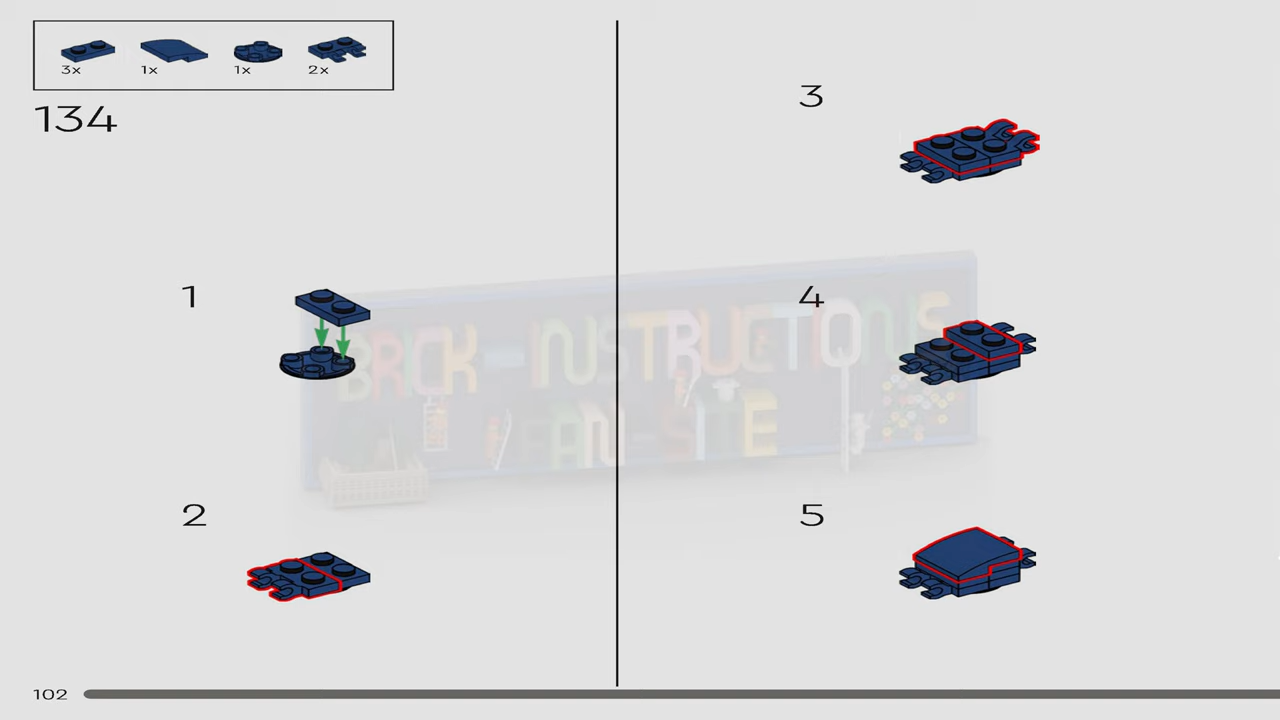 3x 1x 1x 2x
134
1
2
3
4
5
BRICK-INSTRUCTIONS
FAN-SITE
102